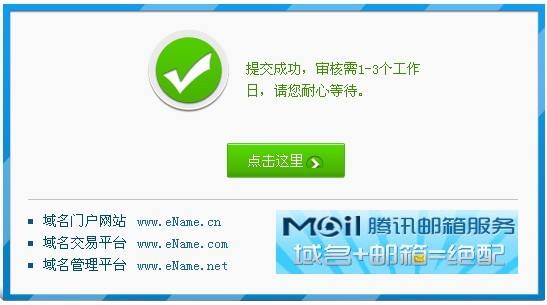 提交成功，审核需1-3个工作
日，请您耐心等待。
点击这里
域名门户网站 www.eName.cn
域名交易平台 www.eName.com
域名管理平台 www.eName.net
MOil 腾讯邮箱服务
域名+邮箱=绝配